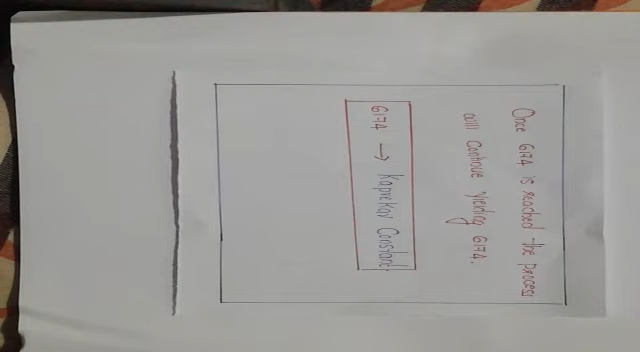 Once 6174 is reached the process
will continue yielding 6174.
6174 → Kaprekar Constant!